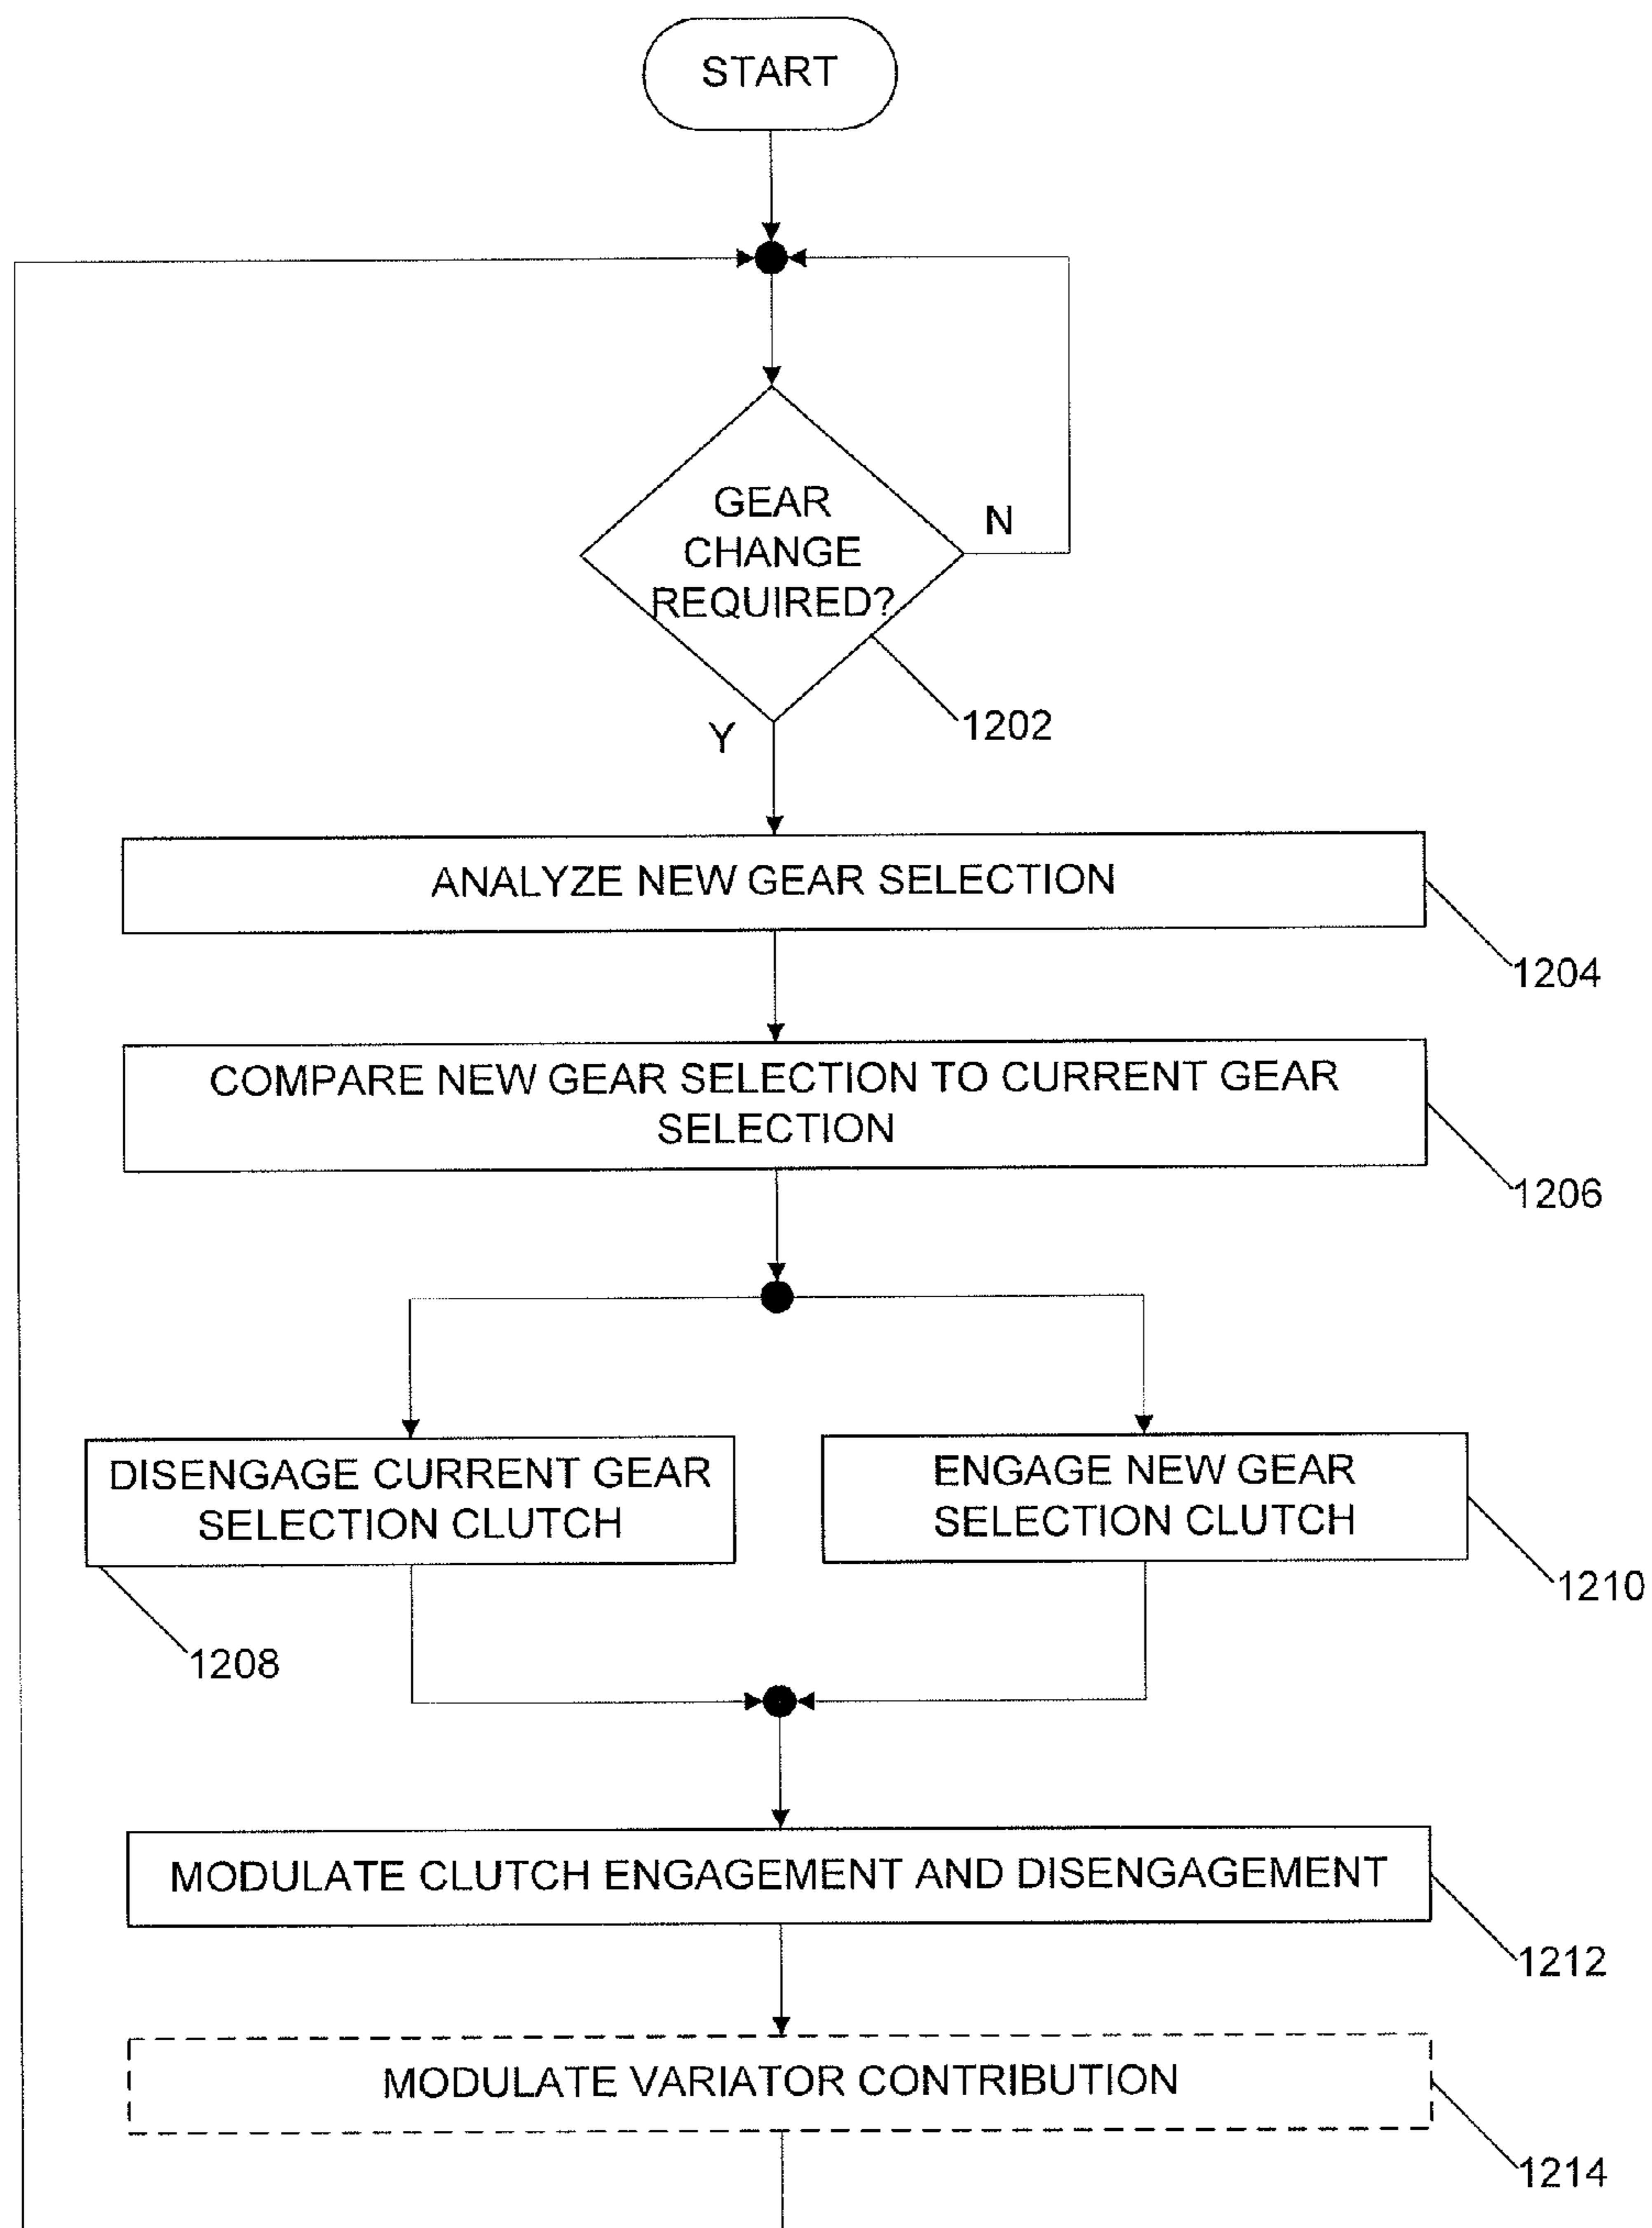 START
GEAR
CHANGE
REQUIRED?
N
Y
1202
ANALYZE NEW GEAR SELECTION
1204
COMPARE NEW GEAR SELECTION TO CURRENT GEAR
SELECTION
1206
DISENGAGE CURRENT GEAR
SELECTION CLUTCH
1208
ENGAGE NEW GEAR
SELECTION CLUTCH
1210
MODULATE CLUTCH ENGAGEMENT AND DISENGAGEMENT
1212
MODULATE VARIATOR CONTRIBUTION
1214